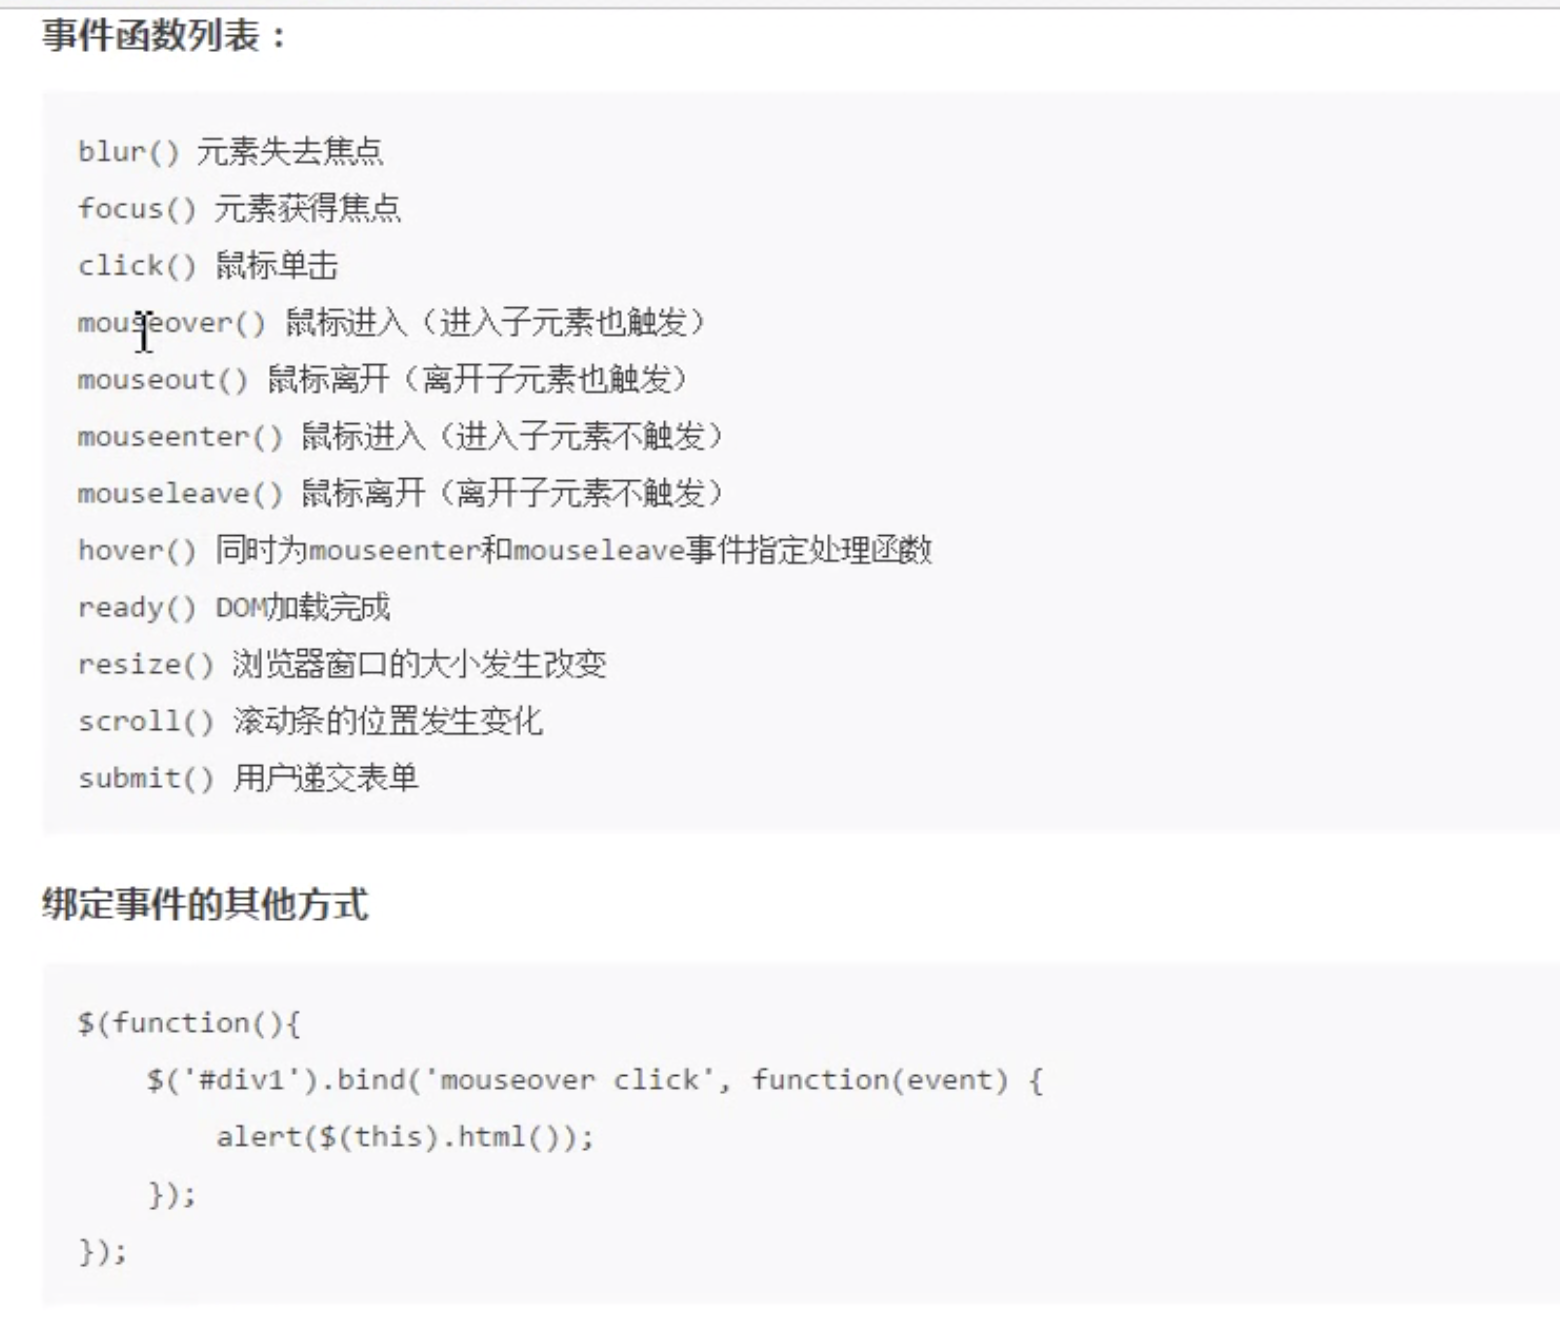 事件函数列表：
blur() 元素失去焦点
focus() 元素获得焦点
click() 鼠标单击
mouseover() 鼠标进入（进入子元素也触发）
mouseout() 鼠标离开（离开子元素也触发）
mouseenter() 鼠标进入（进入子元素不触发）
mouseleave() 鼠标离开（离开子元素不触发）
hover() 同时为mouseenter和mouseleave事件指定处理函数
ready() DOM加载完成
resize() 浏览器窗口的大小发生改变
scroll() 滚动条的位置发生变化
submit() 用户递交表单
绑定事件的其他方式
$(function(){
    $('#div1').bind('mouseover click', function(event) {
        alert($(this).html());
    });
});